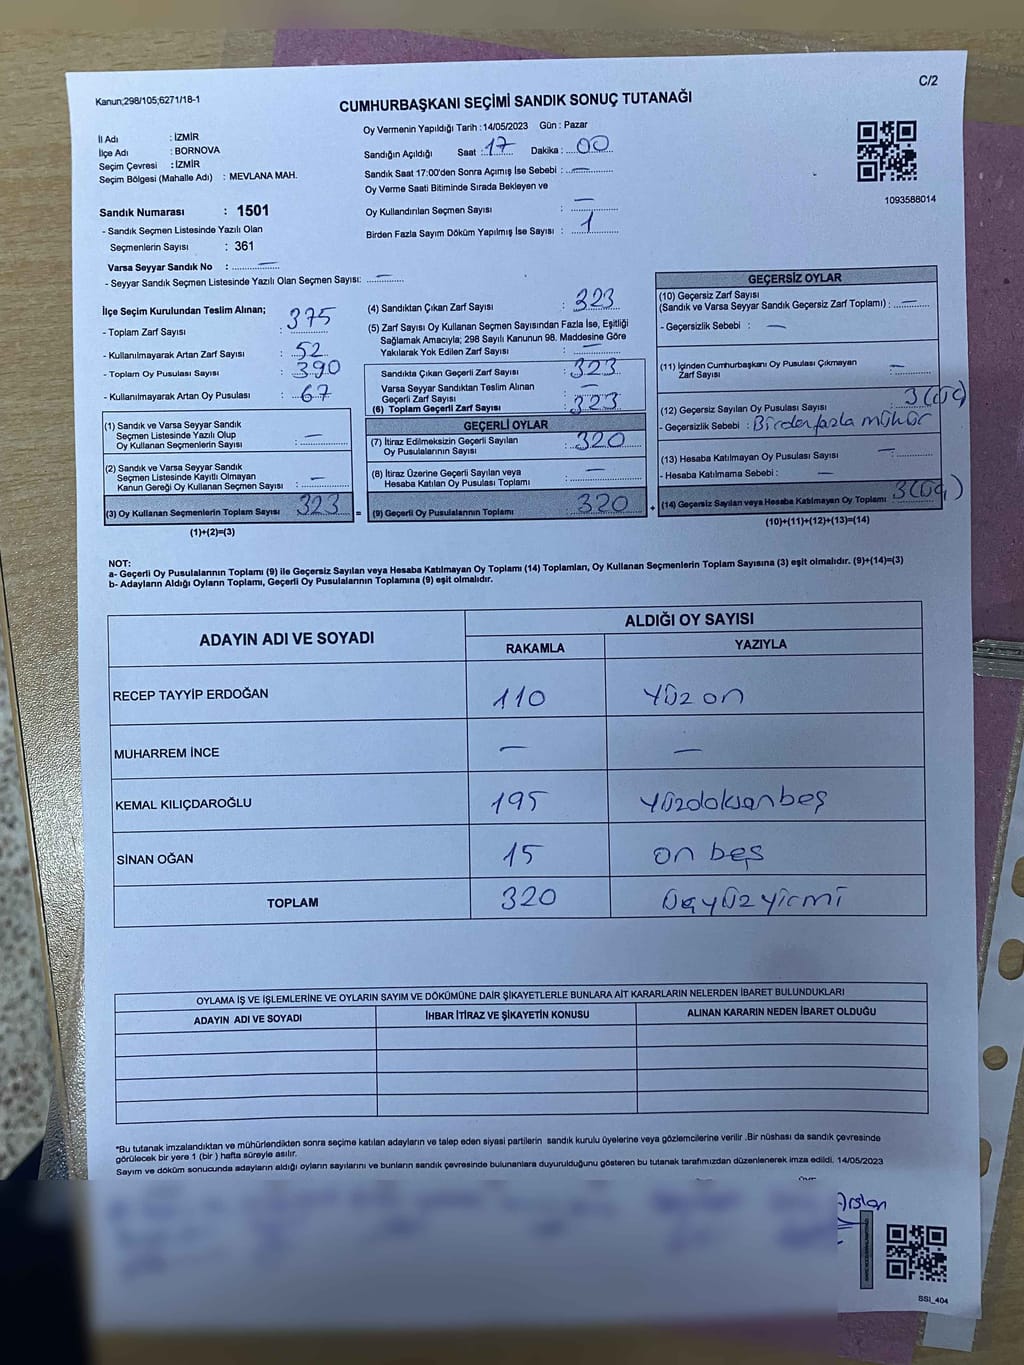 C/2
Kanun;298/105;6271/18-1
CUMHURBAŞKANI SEÇİMİ SANDIK SONUÇ TUTANAĞI
İl Adı : İZMİR
İlçe Adı : BORNOVA
Seçim Çevresi : İZMİR
Seçim Bölgesi (Mahalle Adı) : MEVLANA MAH.
Sandık Numarası : 1501
- Sandık Seçmen Listesinde Yazılı Olan
Seçmenlerin Sayısı : 361
Varsa Seyyar Sandık No : —
- Seyyar Sandık Seçmen Listesinde Yazılı Olan Seçmen Sayısı: —
Oy Vermenin Yapıldığı Tarih :14/05/2023 Gün : Pazar
Sandığın Açıldığı Saat : 17 Dakika : 00
Sandık Saat 17:00'den Sonra Açımış İse Sebebi : —
Oy Verme Saati Bitiminde Sırada Bekleyen ve
Oy Kullandırılan Seçmen Sayısı : —
Birden Fazla Sayım Döküm Yapılmış İse Sayısı : 1
1093588014
İlçe Seçim Kurulundan Teslim Alınan;
- Toplam Zarf Sayısı : 375
- Kullanılmayarak Artan Zarf Sayısı : 52
- Toplam Oy Pusulası Sayısı : 390
- Kullanılmayarak Artan Oy Pusulası : 67
(1) Sandık ve Varsa Seyyar Sandık
Seçmen Listesinde Yazılı Olup
Oy Kullanan Seçmenlerin Sayısı : —
(2) Sandık ve Varsa Seyyar Sandık
Seçmen Listesinde Kayıtlı Olmayan
Kanun Gereği Oy Kullanan Seçmen Sayısı : —
(3) Oy Kullanan Seçmenlerin Toplam Sayısı 323
(1)+(2)=(3)
(4) Sandıktan Çıkan Zarf Sayısı : 323
(5) Zarf Sayısı Oy Kullanan Seçmen Sayısından Fazla İse, Eşitliği
Sağlamak Amacıyla; 298 Sayılı Kanunun 98. Maddesine Göre
Yakılarak Yok Edilen Zarf Sayısı : —
Sandıkta Çıkan Geçerli Zarf Sayısı : 323
Varsa Seyyar Sandıktan Teslim Alınan
Geçerli Zarf Sayısı : —
(6) Toplam Geçerli Zarf Sayısı : 323
GEÇERLİ OYLAR
(7) İtiraz Edilmeksizin Geçerli Sayılan
Oy Pusulalarının Sayısı : 320
(8) İtiraz Üzerine Geçerli Sayılan veya
Hesaba Katılan Oy Pusulası Toplamı : —
= (9) Geçerli Oy Pusulalarının Toplamı : 320
GEÇERSİZ OYLAR
(10) Geçersiz Zarf Sayısı
(Sandık ve Varsa Seyyar Sandık Geçersiz Zarf Toplamı) : —
- Geçersizlik Sebebi : —
(11) İçinden Cumhurbaşkanı Oy Pusulası Çıkmayan
Zarf Sayısı : —
(12) Geçersiz Sayılan Oy Pusulası Sayısı : 3 (üç)
- Geçersizlik Sebebi : Birden fazla mühür
(13) Hesaba Katılmayan Oy Pusulası Sayısı : —
- Hesaba Katılmama Sebebi : —
+ (14) Geçersiz Sayılan veya Hesaba Katılmayan Oy Toplamı : 3 (üç)
(10)+(11)+(12)+(13)=(14)
NOT:
a- Geçerli Oy Pusulalarının Toplamı (9) ile Geçersiz Sayılan veya Hesaba Katılmayan Oy Toplamı (14) Toplamları, Oy Kullanan Seçmenlerin Toplam Sayısına (3) eşit olmalıdır. (9)+(14)=(3)
b- Adayların Aldığı Oyların Toplamı, Geçerli Oy Pusulalarının Toplamına (9) eşit olmalıdır.
ADAYIN ADI VE SOYADI
ALDIĞI OY SAYISI
RAKAMLA YAZIYLA
RECEP TAYYİP ERDOĞAN 110 yüz on
MUHARREM İNCE — —
KEMAL KILIÇDAROĞLU 195 yüzdoksanbeş
SİNAN OĞAN 15 on beş
TOPLAM 320 üçyüzyirmi
OYLAMA İŞ VE İŞLEMLERİNE VE OYLARIN SAYIM VE DÖKÜMÜNE DAİR ŞİKAYETLERLE BUNLARA AİT KARARLARIN NELERDEN İBARET BULUNDUKLARI
ADAYIN ADI VE SOYADI İHBAR İTİRAZ VE ŞİKAYETİN KONUSU ALINAN KARARIN NEDEN İBARET OLDUĞU
*Bu tutanak imzalandıktan ve mühürlendikten sonra seçime katılan adayların ve talep eden siyasi partilerin sandık kurulu üyelerine veya gözlemcilerine verilir .Bir nüshası da sandık çevresinde
görülecek bir yere 1 (bir ) hafta süreyle asılır.
Sayım ve döküm sonucunda adayların aldığı oyların sayılarını ve bunların sandık çevresinde bulunanlara duyurulduğunu gösteren bu tutanak tarafımızdan düzenlenerek imza edildi. 14/05/2023
Arslan
SSI_404